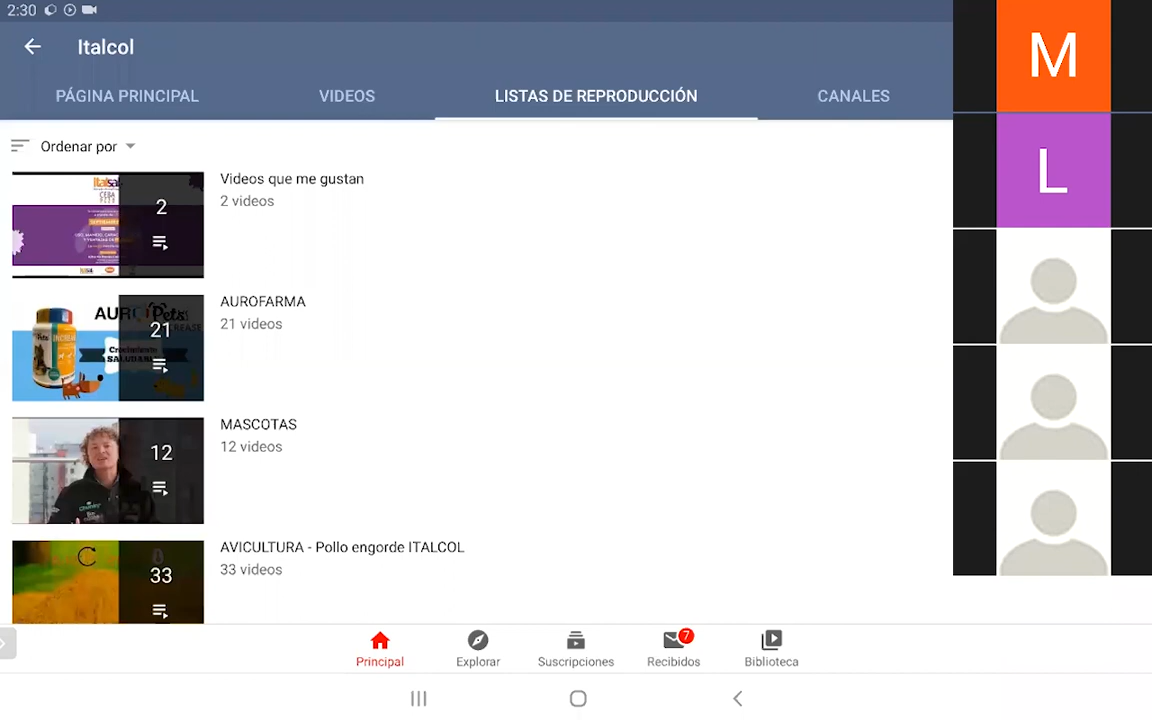 2:30
Italcol
PÁGINA PRINCIPAL
VIDEOS
LISTAS DE REPRODUCCIÓN
CANALES
Ordenar por
2
Videos que me gustan
2 videos
AUROFARMA
21 videos
21
MASCOTAS
12 videos
12
AVICULTURA - Pollo engorde ITALCOL
33 videos
33
Principal
Explorar
Suscripciones
7
Recibidos
Biblioteca
M
L